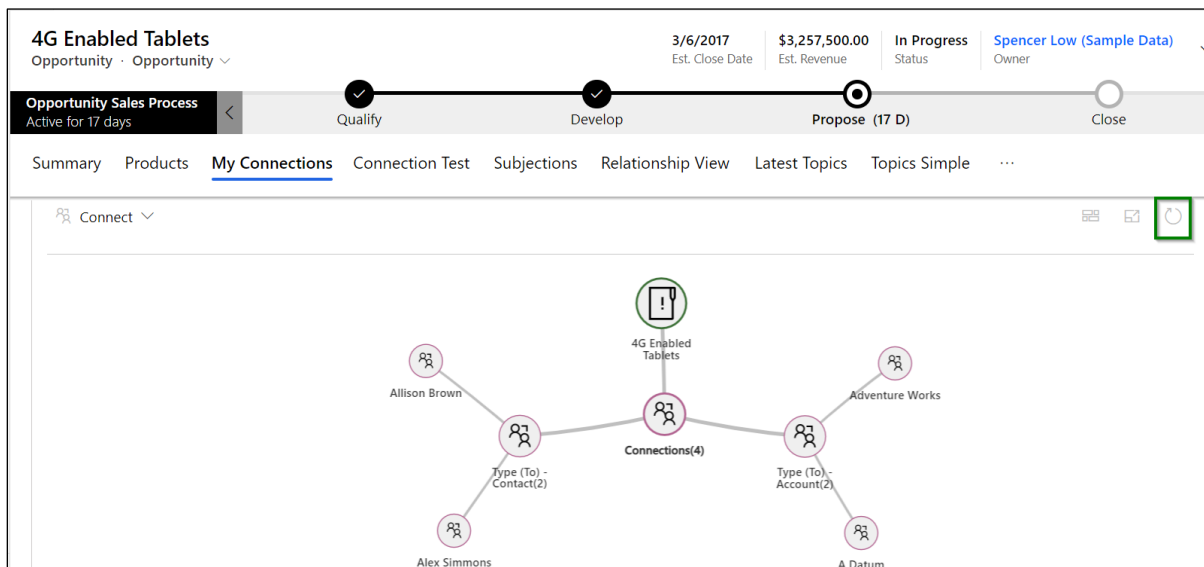 4G Enabled Tablets
Opportunity · Opportunity
3/6/2017
Est. Close Date
$3,257,500.00
Est. Revenue
In Progress
Status
Spencer Low (Sample Data)
Owner
Opportunity Sales Process
Active for 17 days
Qualify
Develop
Propose (17 D)
Close
Summary Products My Connections Connection Test Subjections Relationship View Latest Topics Topics Simple ...
Connect
4G Enabled
Tablets
Allison Brown
Adventure Works
Connections(4)
Type (To) -
Contact(2)
Type (To) -
Account(2)
Alex Simmons
A Datum